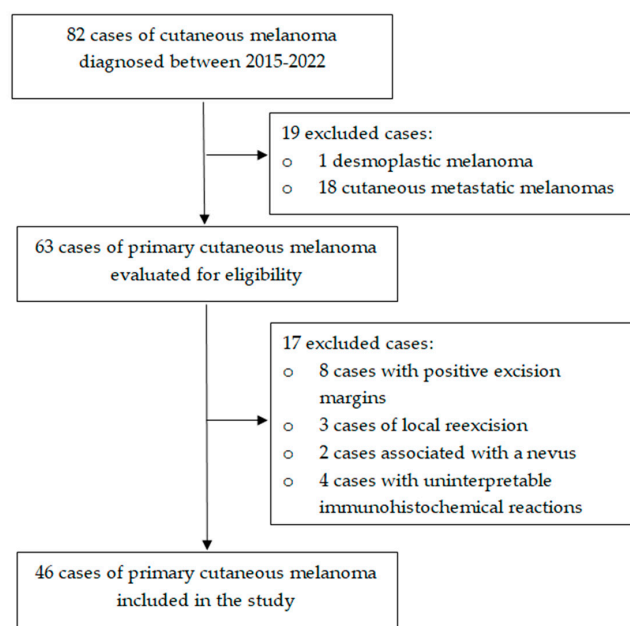 82 cases of cutaneous melanoma
diagnosed between 2015-2022
19 excluded cases:
o 1 desmoplastic melanoma
o 18 cutaneous metastatic melanomas
63 cases of primary cutaneous melanoma
evaluated for eligibility
17 excluded cases:
o 8 cases with positive excision
margins
o 3 cases of local reexcision
o 2 cases associated with a nevus
o 4 cases with uninterpretable
immunohistochemical reactions
46 cases of primary cutaneous melanoma
included in the study